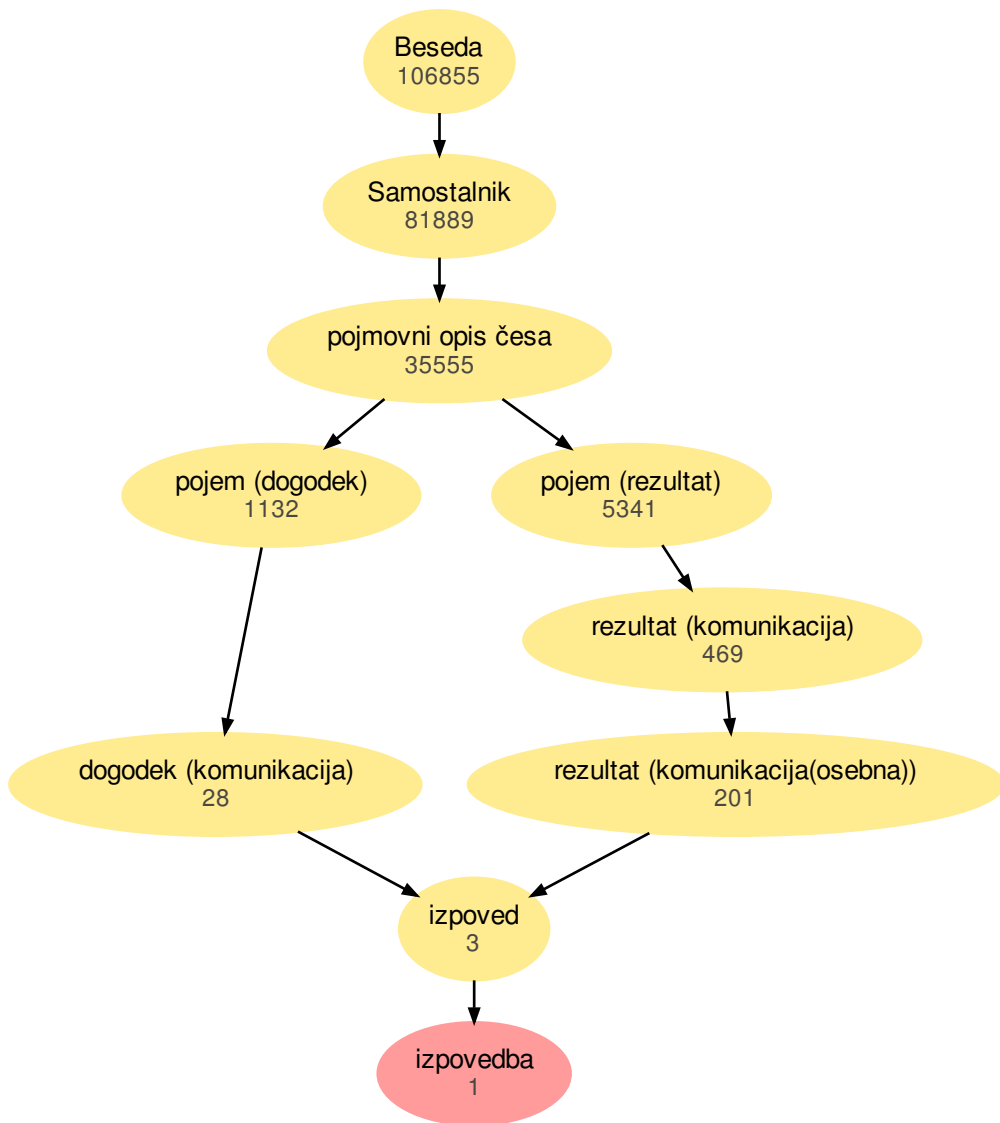 Beseda
106855
Samostalnik
81889
pojmovni opis česa
35555
pojem (dogodek)
1132
pojem (rezultat)
5341
rezultat (komunikacija)
469
dogodek (komunikacija)
28
rezultat (komunikacija(osebna))
201
izpoved
3
izpovedba
1